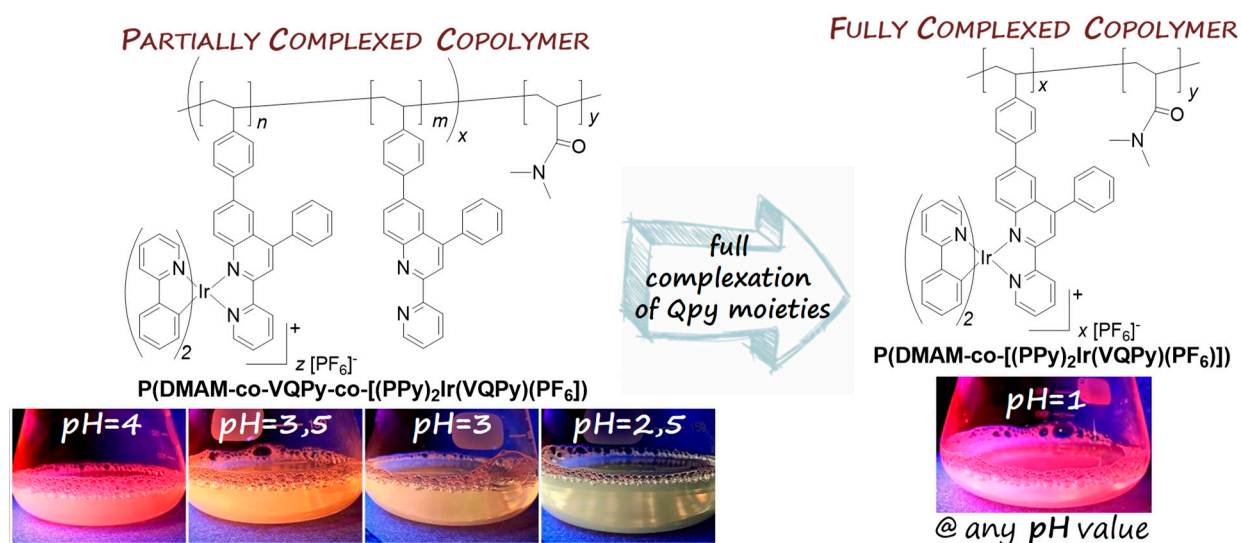 PARTIALLY COMPLEXED COPOLYMER
FULLY COMPLEXED COPOLYMER
n
m
x
y
N
O
N
N
Ir
N
2
+
z [PF6]-
N
N
P(DMAM-co-VQPy-co-[(PPy)2Ir(VQPy)(PF6])
full
complexation
of Qpy moieties
x
y
N
O
N
N
Ir
N
2
+
x [PF6]-
P(DMAM-co-[(PPy)2Ir(VQPy)(PF6)])
pH=4
pH=3,5
pH=3
pH=2,5
pH=1
@ any pH value